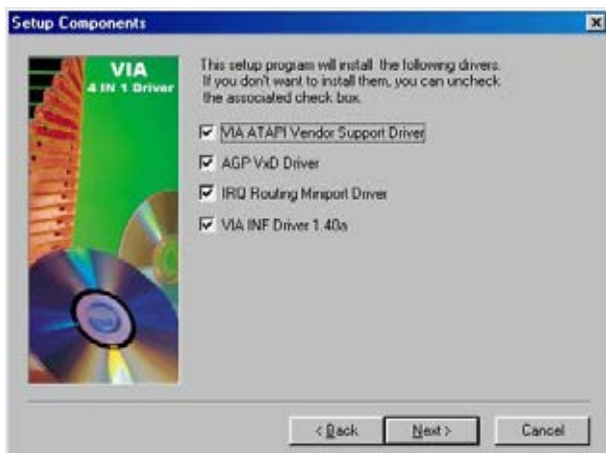 Setup Components
VIA
4 IN 1 Driver
This setup program will install the following drivers.
If you don't want to install them, you can uncheck
the associated check box.
VIA ATAPI Vendor Support Driver
AGP VxD Driver
IRQ Routing Miniport Driver
VIA INF Driver 1.40a
< Back
Next >
Cancel